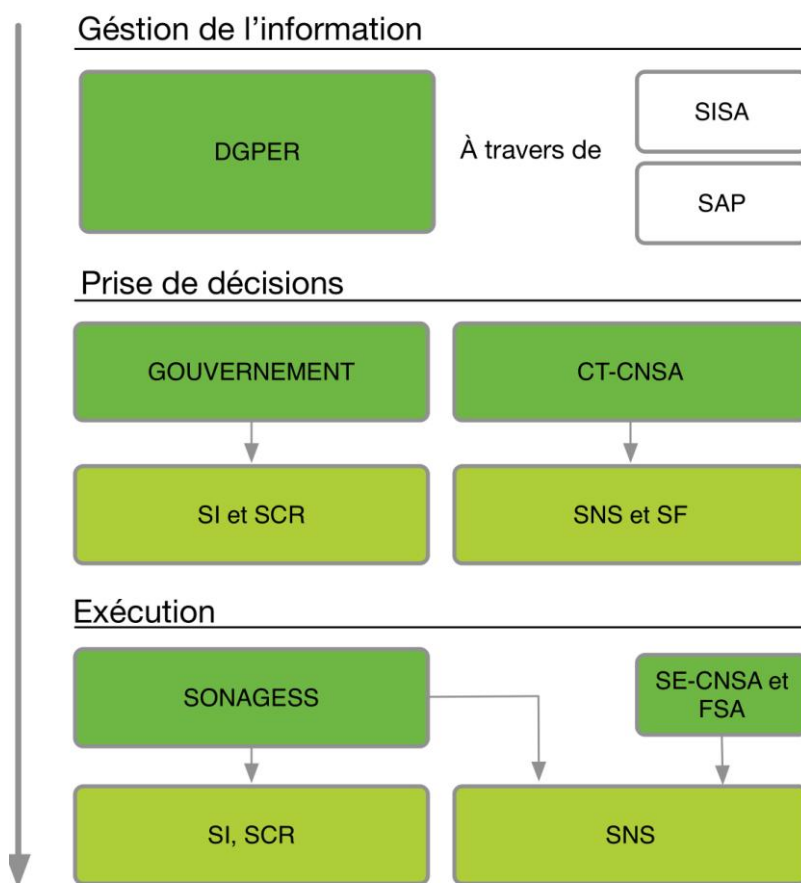 Géstion de l'information
DGPER
À travers de
SISA
SAP
Prise de décisions
GOUVERNEMENT
CT-CNSA
SI et SCR
SNS et SF
Exécution
SONAGESS
SE-CNSA et
FSA
SI, SCR
SNS